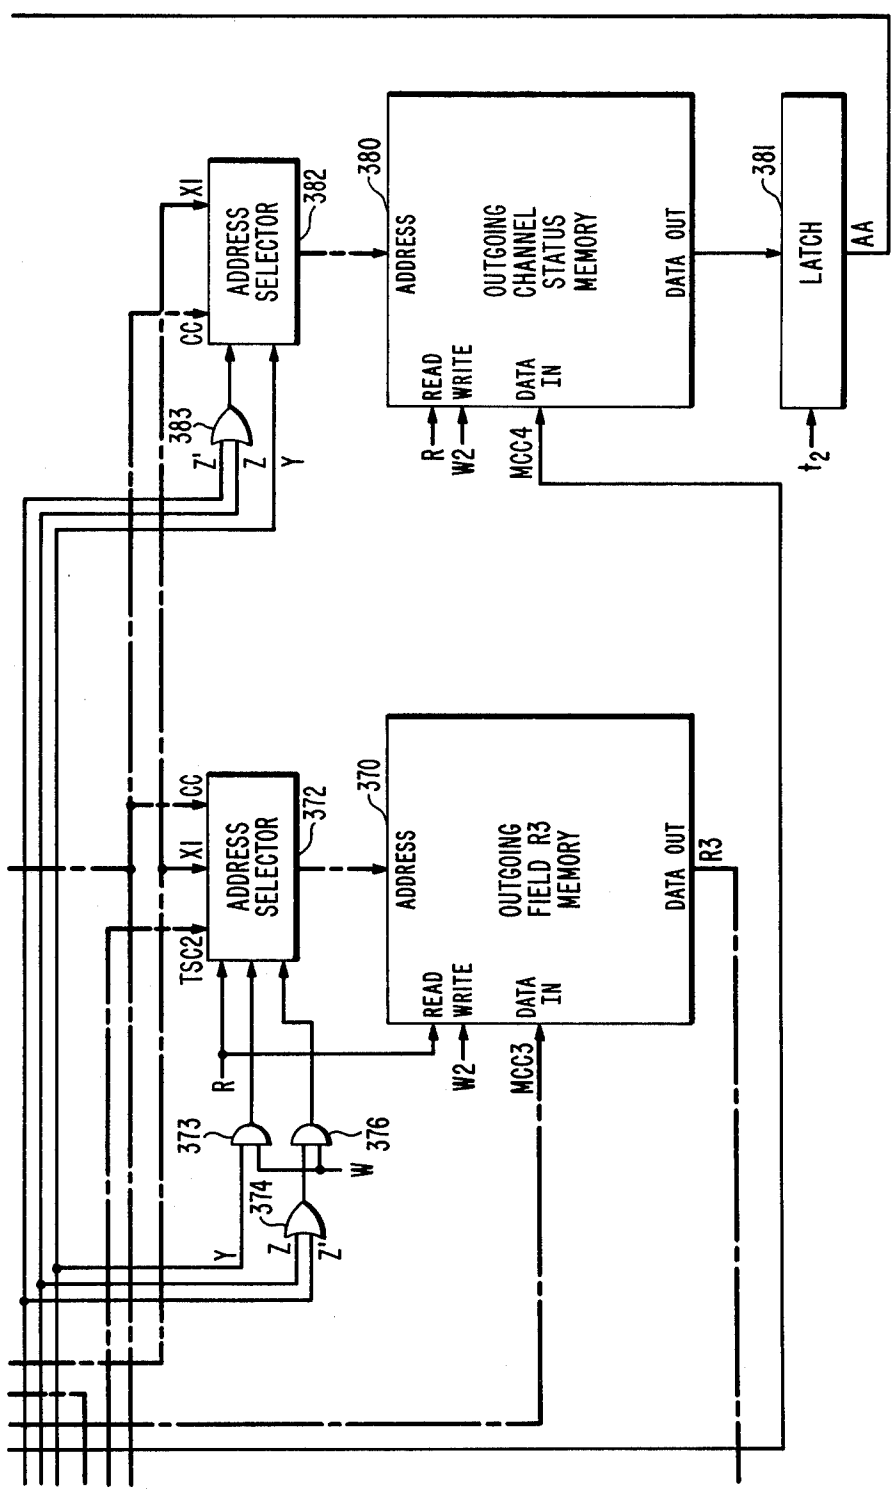 TSC2
X1
CC
ADDRESS
SELECTOR
372
R
373
376
W
Y
374
Z
Z'
370
ADDRESS
READ
WRITE
W2
DATA
IN
MCC3
OUTGOING
FIELD R3
MEMORY
DATA OUT
R3
CC
X1
ADDRESS
SELECTOR
382
383
Z'
Z
Y
380
ADDRESS
R
READ
W2
WRITE
MCC4
DATA
IN
OUTGOING
CHANNEL
STATUS
MEMORY
DATA OUT
381
LATCH
t2
AA